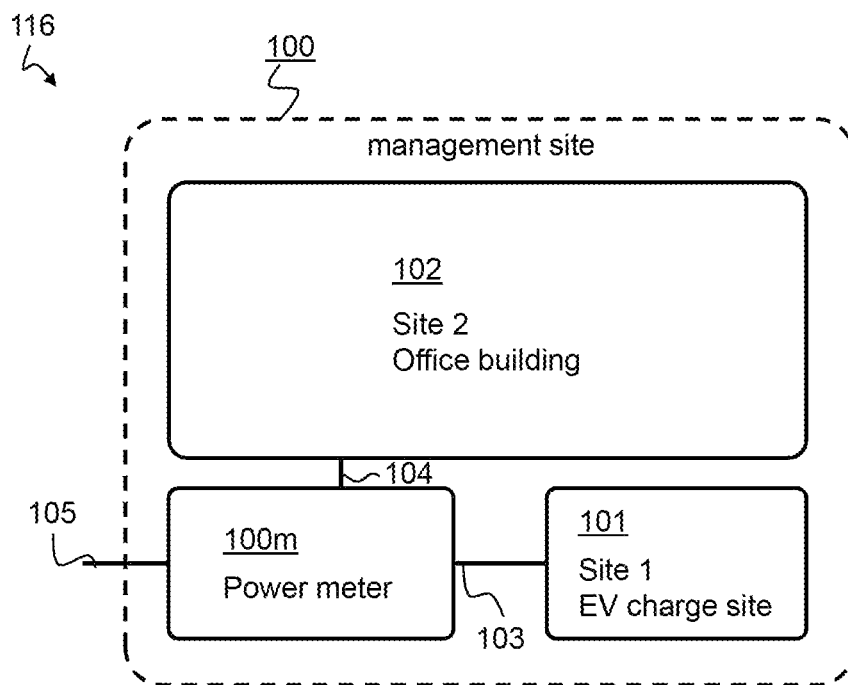 116
100
management site
102
Site 2
Office building
104
105
100m
Power meter
103
101
Site 1
EV charge site